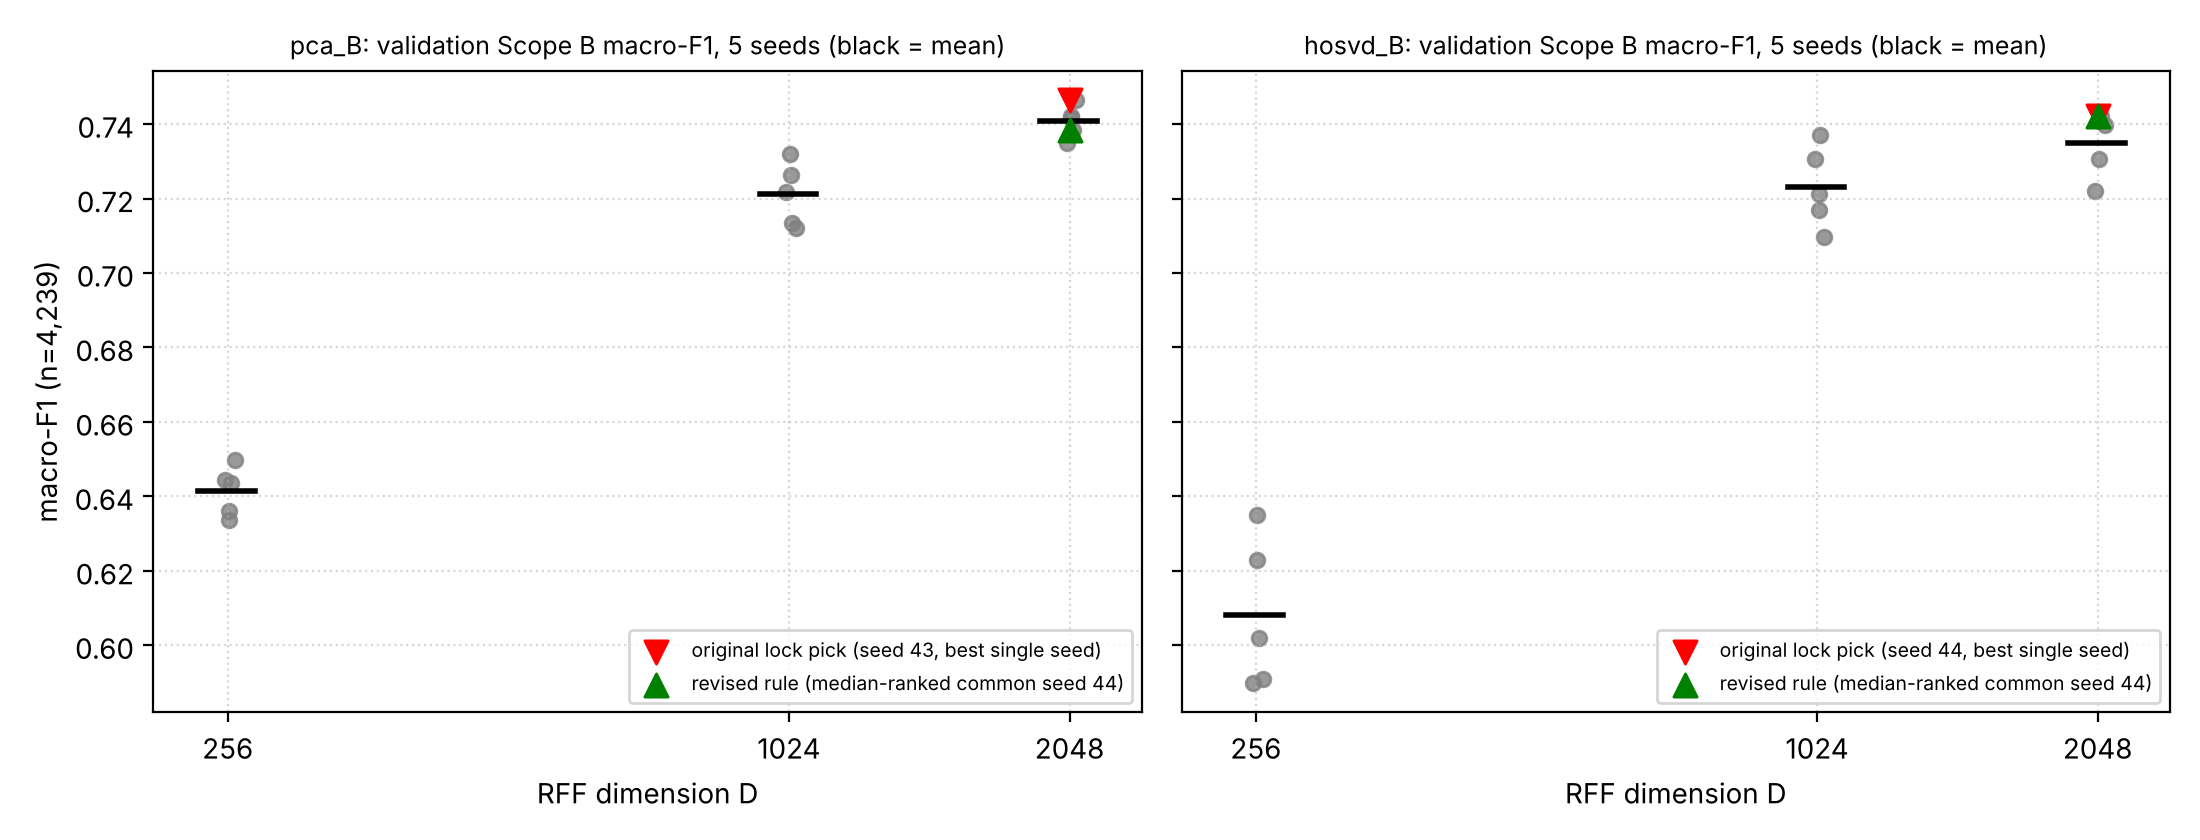 pca_B: validation Scope B macro-F1, 5 seeds (black = mean)
macro-F1 (n=4,239)
0.74
0.72
0.70
0.68
0.66
0.64
0.62
0.60
original lock pick (seed 43, best single seed)
revised rule (median-ranked common seed 44)
256
1024
2048
RFF dimension D
hosvd_B: validation Scope B macro-F1, 5 seeds (black = mean)
original lock pick (seed 44, best single seed)
revised rule (median-ranked common seed 44)
256
1024
2048
RFF dimension D